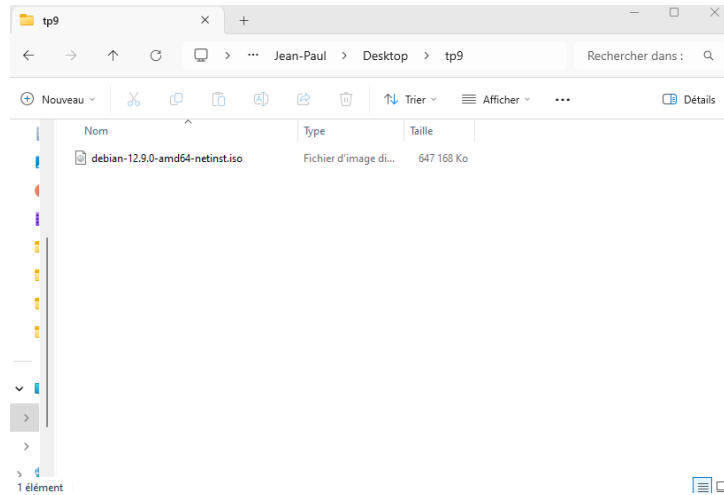 tp9
Jean-Paul > Desktop > tp9 Rechercher dans :
Nouveau Trier Afficher Détails
Nom Type Taille
debian-12.9.0-amd64-netinst.iso Fichier d'image di... 647 168 Ko
1 élément